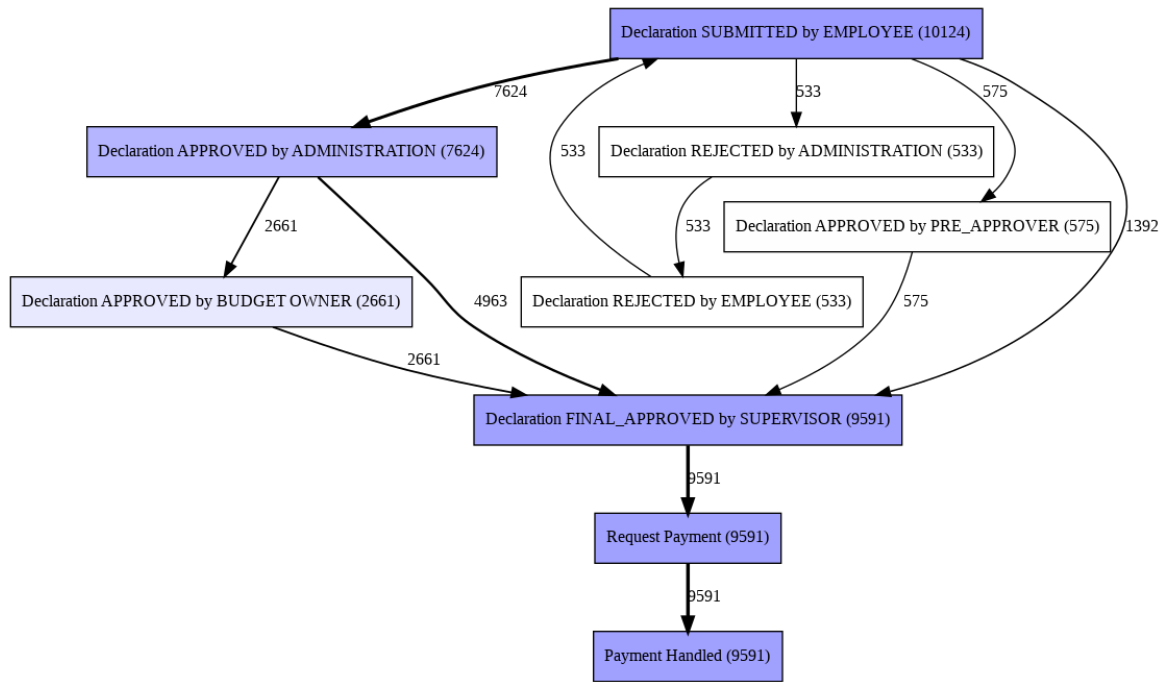 Declaration SUBMITTED by EMPLOYEE (10124)
7624
533
575
Declaration APPROVED by ADMINISTRATION (7624)
533
Declaration REJECTED by ADMINISTRATION (533)
2661
533
Declaration APPROVED by PRE_APPROVER (575)
1392
Declaration APPROVED by BUDGET OWNER (2661)
4963
Declaration REJECTED by EMPLOYEE (533)
575
2661
Declaration FINAL_APPROVED by SUPERVISOR (9591)
9591
Request Payment (9591)
9591
Payment Handled (9591)